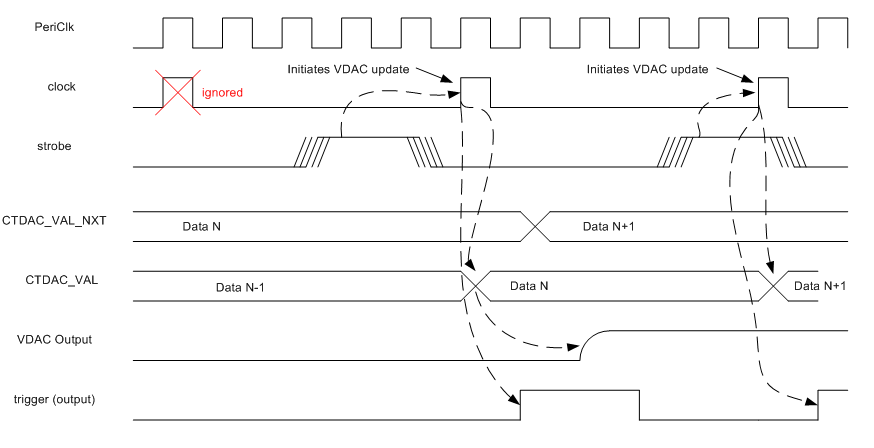 PeriClk
Initiates VDAC update
Initiates VDAC update
clock
ignored
strobe
CTDAC_VAL_NXT
Data N
Data N+1
CTDAC_VAL
Data N-1
Data N
Data N+1
VDAC Output
trigger (output)